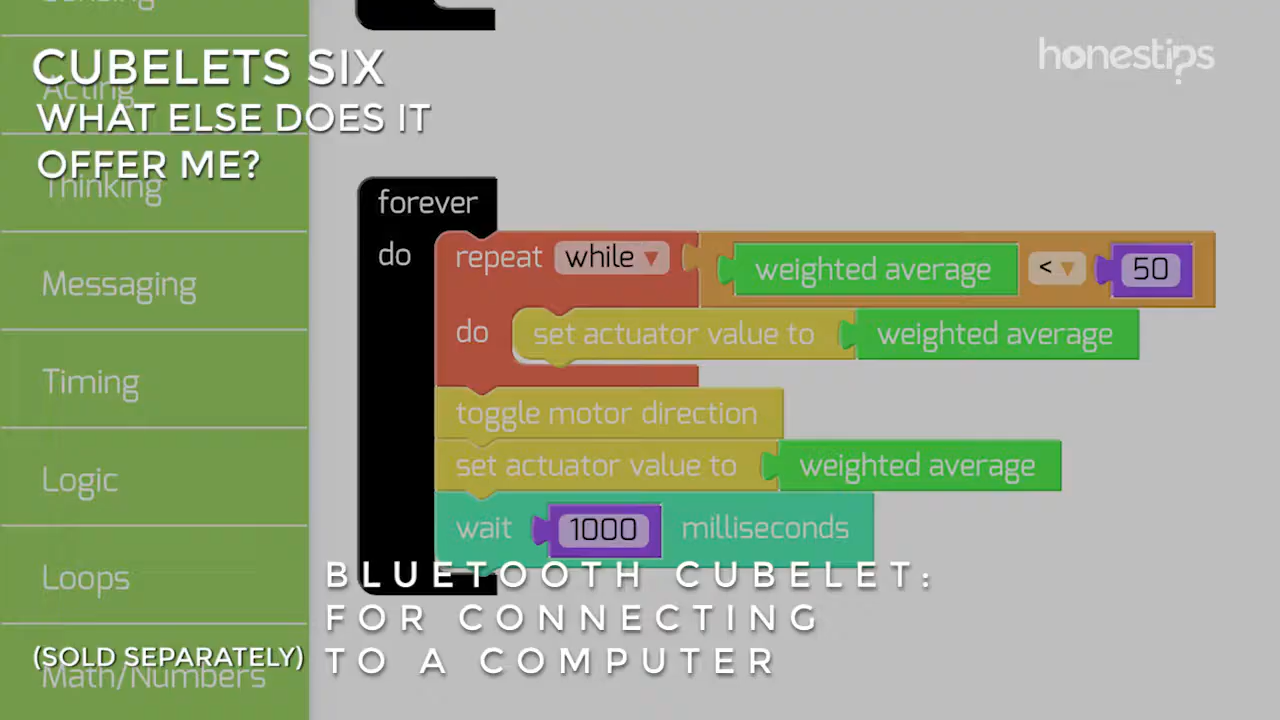 Sensing
CUBELETS SIX
Acting
WHAT ELSE DOES IT
OFFER ME?
Thinking
Messaging
Timing
Logic
Loops
(SOLD SEPARATELY)
Math/Numbers
honestips
?
forever
do
repeat while ▼ weighted average < ▼ 50
do set actuator value to weighted average
toggle motor direction
set actuator value to weighted average
wait 1000 milliseconds
BLUETOOTH CUBELET:
FOR CONNECTING
TO A COMPUTER